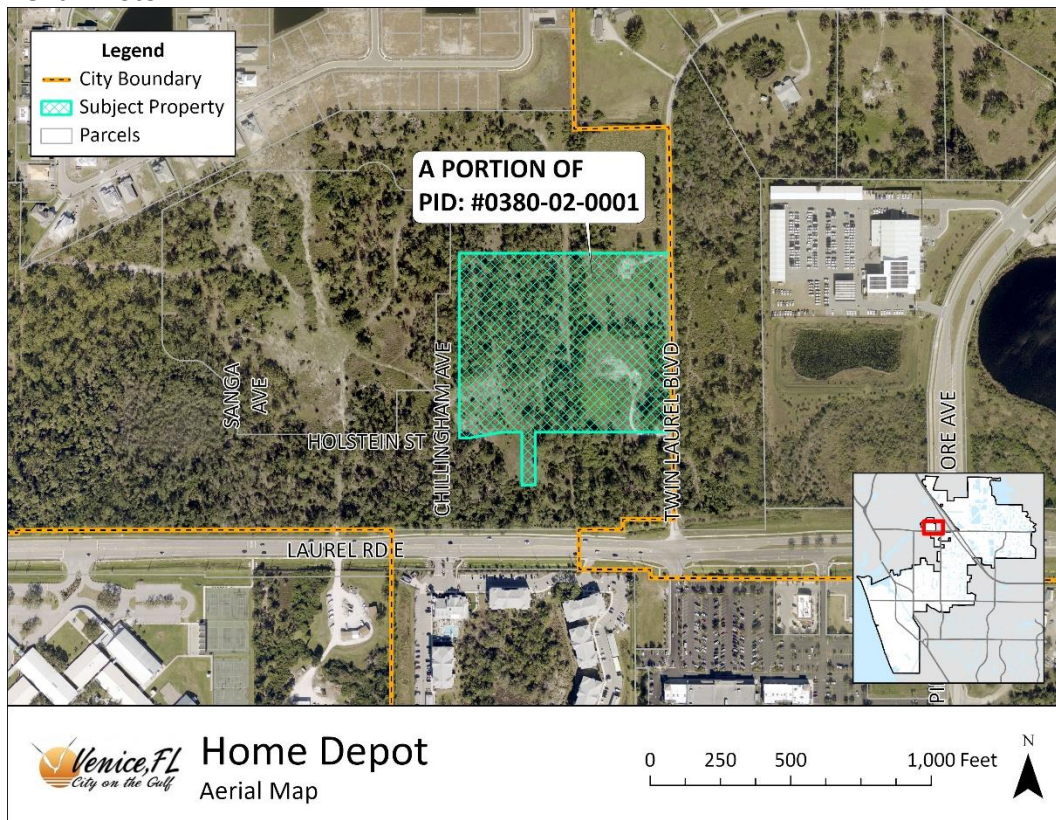 Legend
City Boundary
Subject Property
Parcels
A PORTION OF
PID: #0380-02-0001
SANGA
AVE
HOLSTEIN ST
CHILLINGHAM AVE
TWIN LAUREL BLVD
ORE AVE
LAUREL RD E
PI
Venice, FL
City on the Gulf
Home Depot
Aerial Map
0 250 500 1,000 Feet
N